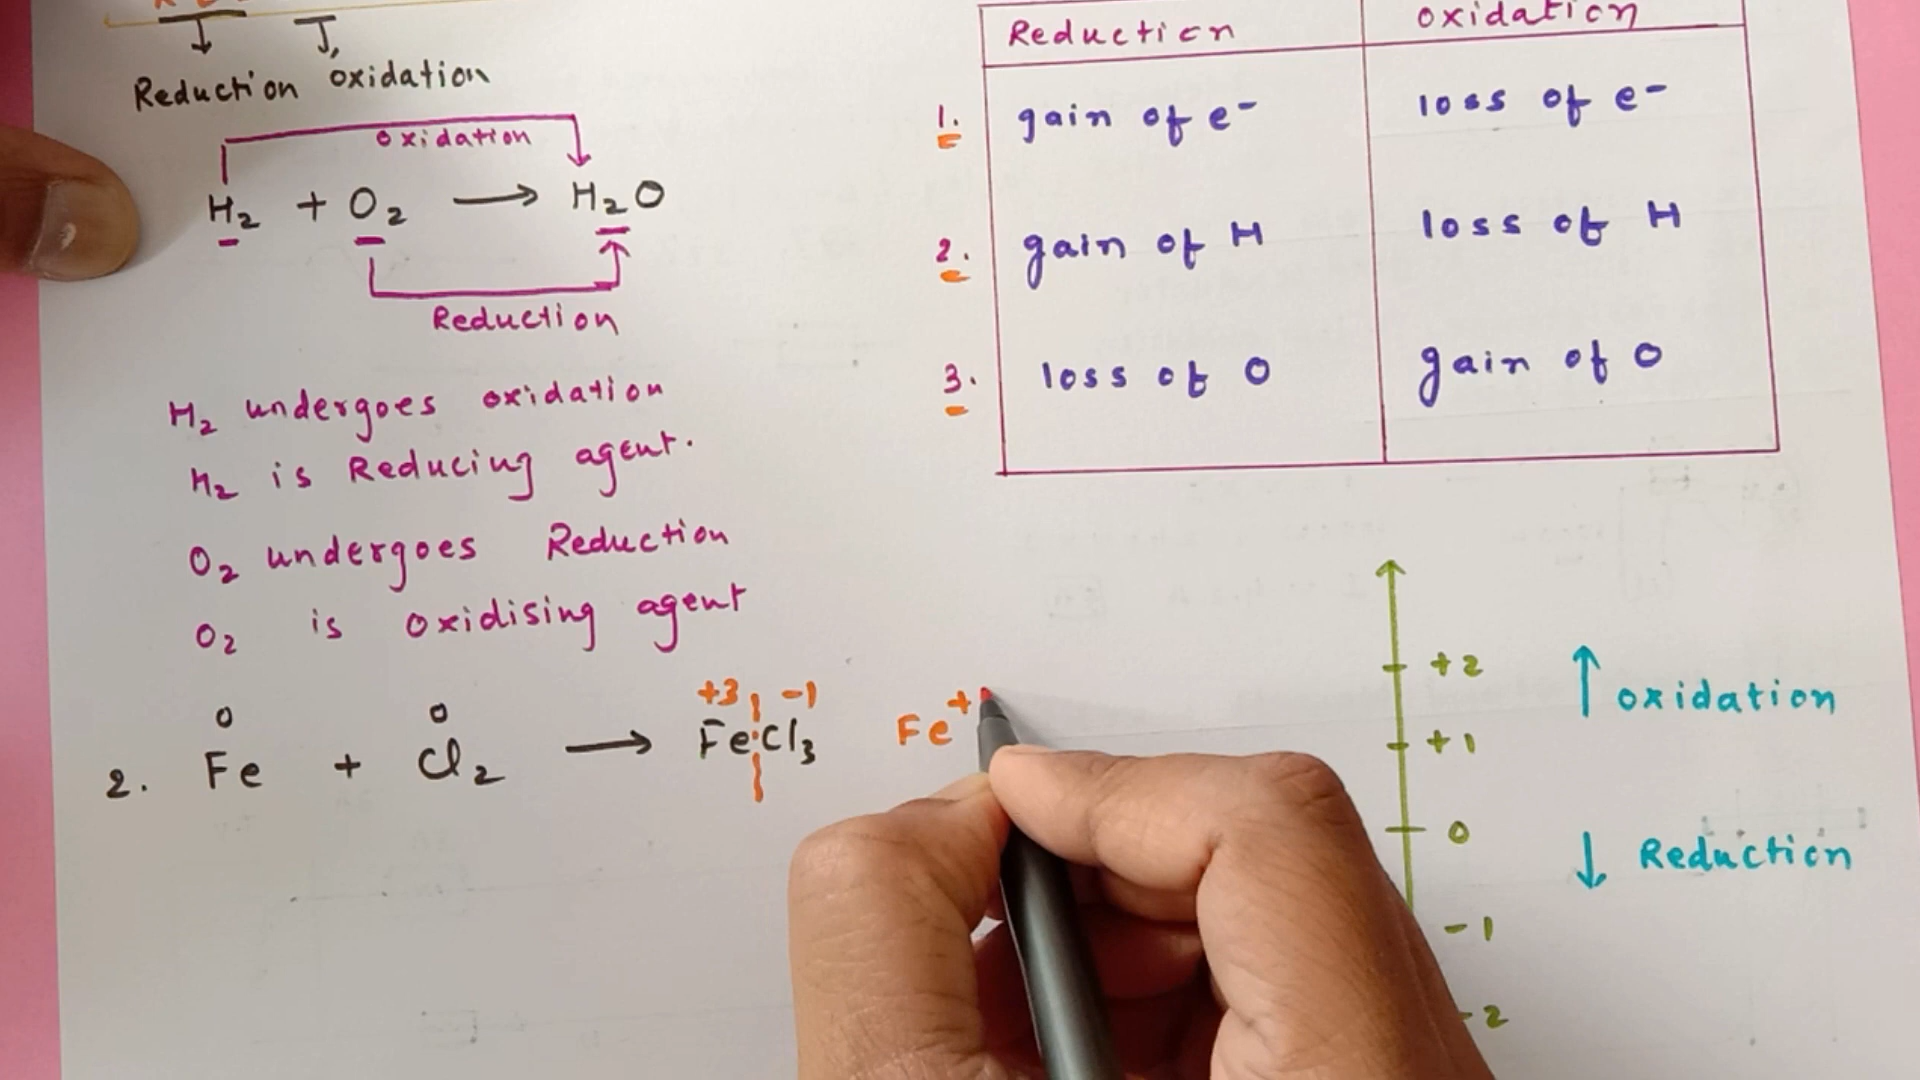 Reduction oxidation
oxidation
H₂ + O₂ → H₂O
Reduction
H₂ undergoes oxidation
H₂ is Reducing agent.
O₂ undergoes Reduction
O₂ is oxidising agent
Reduction oxidation
1. gain of e⁻ loss of e⁻
2. gain of H loss of H
3. loss of O gain of O
0 0 +3 -1
2. Fe + Cl₂ → FeCl₃ Fe⁺
+2
+1
0
-1
-2
↑ oxidation
↓ Reduction